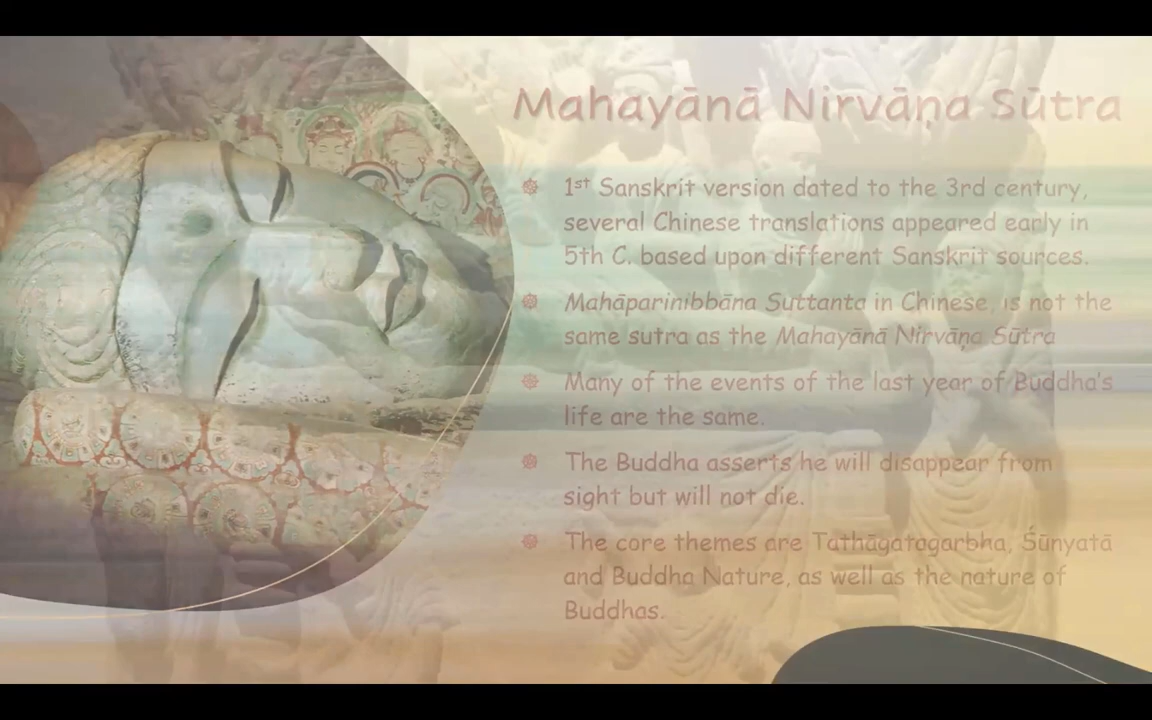 Mahayānā Nirvāṇa Sūtra
1st Sanskrit version dated to the 3rd century,
several Chinese translations appeared early in
5th C. based upon different Sanskrit sources.
Mahāparinibbāna Suttanta in Chinese, is not the
same sutra as the Mahayānā Nirvāṇa Sūtra
Many of the events of the last year of Buddha's
life are the same.
The Buddha asserts he will disappear from
sight but will not die.
The core themes are Tathāgatagarbha, Śūnyatā
and Buddha Nature, as well as the nature of
Buddhas.